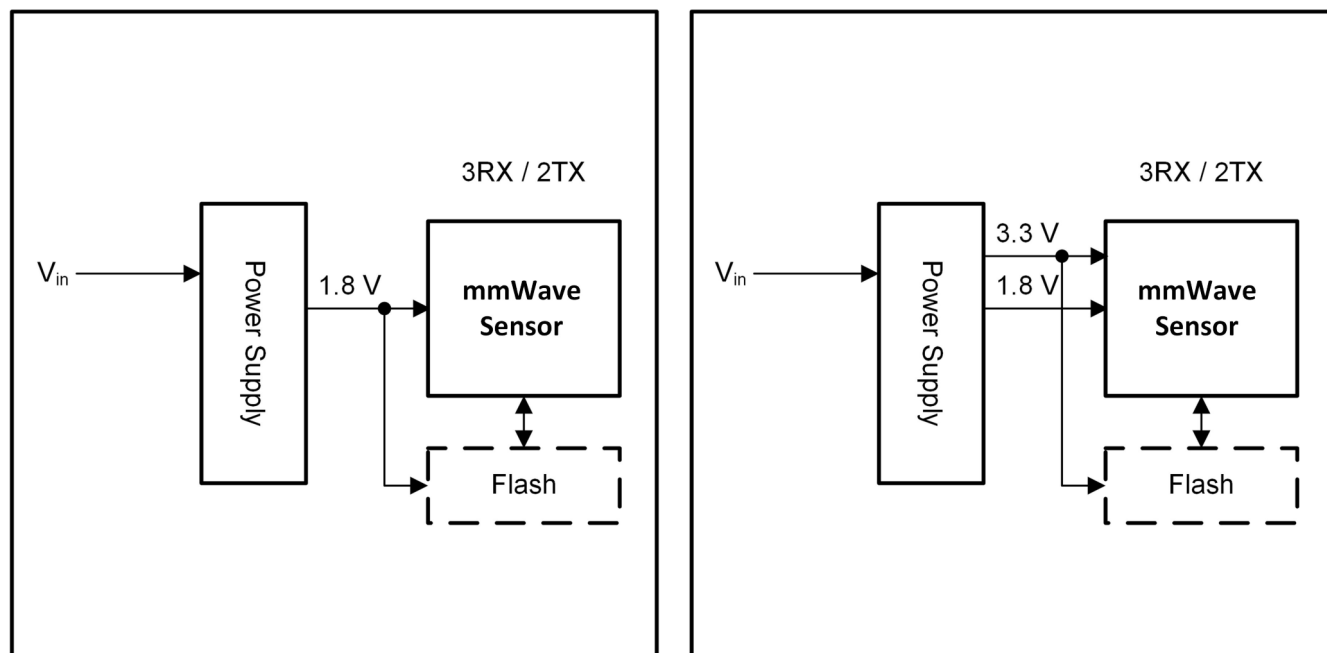 3RX / 2TX
Vin
Power Supply
1.8 V
mmWave
Sensor
Flash
3RX / 2TX
Vin
Power Supply
3.3 V
1.8 V
mmWave
Sensor
Flash